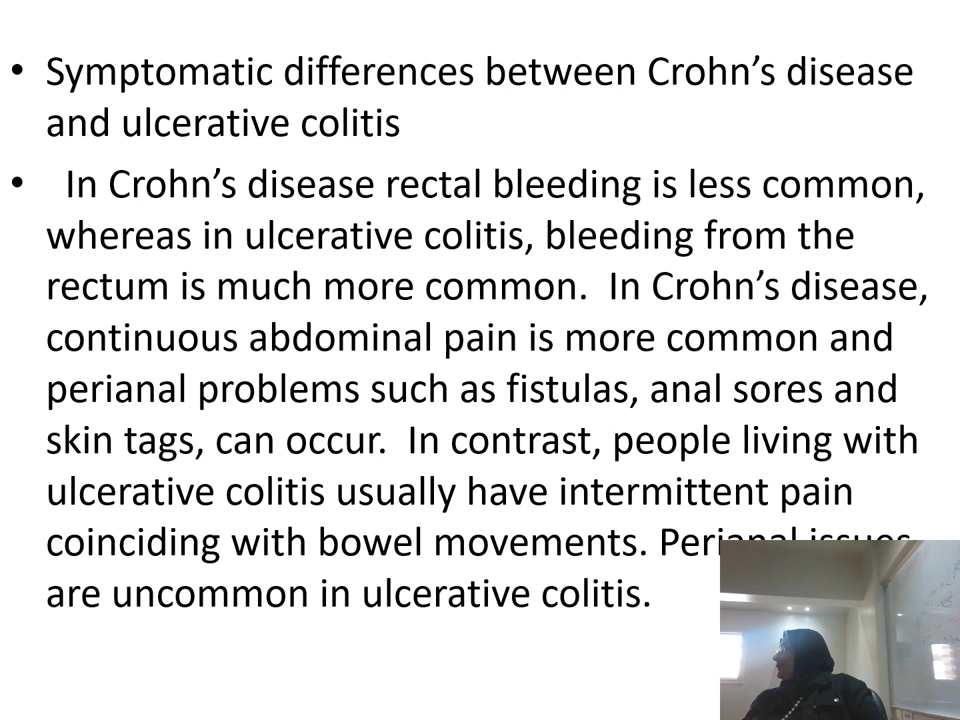 • Symptomatic differences between Crohn’s disease
and ulcerative colitis
• In Crohn’s disease rectal bleeding is less common,
whereas in ulcerative colitis, bleeding from the
rectum is much more common.  In Crohn’s disease,
continuous abdominal pain is more common and
perianal problems such as fistulas, anal sores and
skin tags, can occur.  In contrast, people living with
ulcerative colitis usually have intermittent pain
coinciding with bowel movements. Perianal issues
are uncommon in ulcerative colitis.